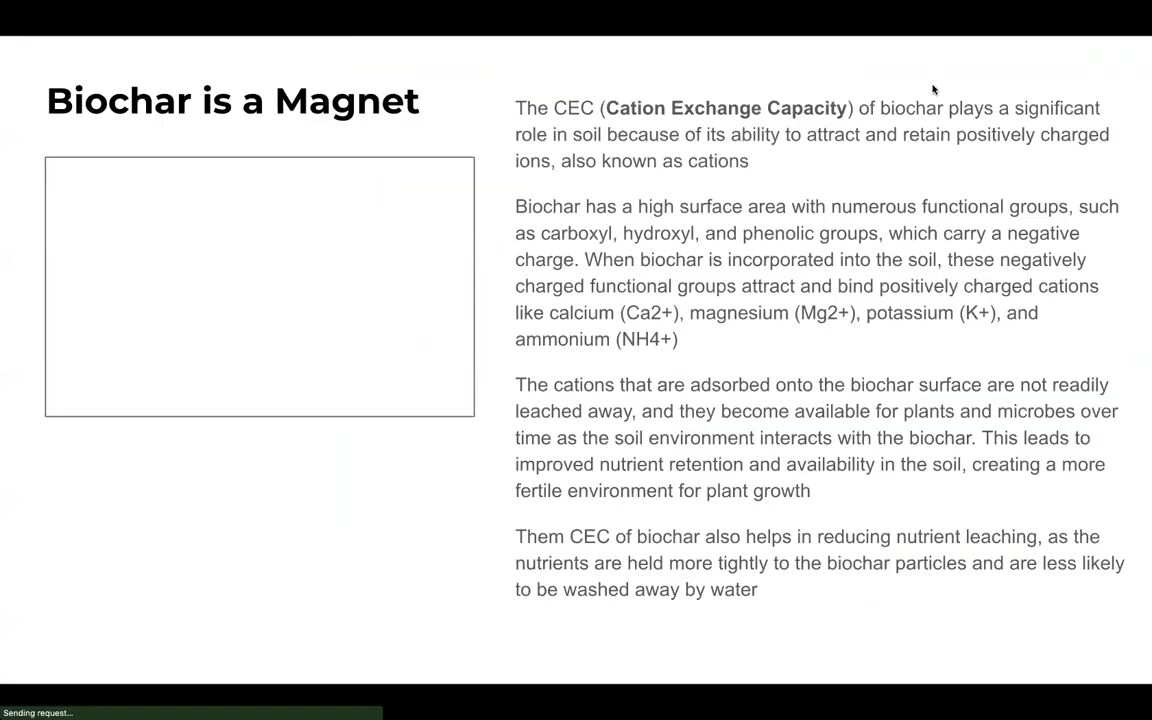 Biochar is a Magnet
The CEC (Cation Exchange Capacity) of biochar plays a significant
role in soil because of its ability to attract and retain positively charged
ions, also known as cations
Biochar has a high surface area with numerous functional groups, such
as carboxyl, hydroxyl, and phenolic groups, which carry a negative
charge. When biochar is incorporated into the soil, these negatively
charged functional groups attract and bind positively charged cations
like calcium (Ca2+), magnesium (Mg2+), potassium (K+), and
ammonium (NH4+)
The cations that are adsorbed onto the biochar surface are not readily
leached away, and they become available for plants and microbes over
time as the soil environment interacts with the biochar. This leads to
improved nutrient retention and availability in the soil, creating a more
fertile environment for plant growth
Them CEC of biochar also helps in reducing nutrient leaching, as the
nutrients are held more tightly to the biochar particles and are less likely
to be washed away by water
Sending request...